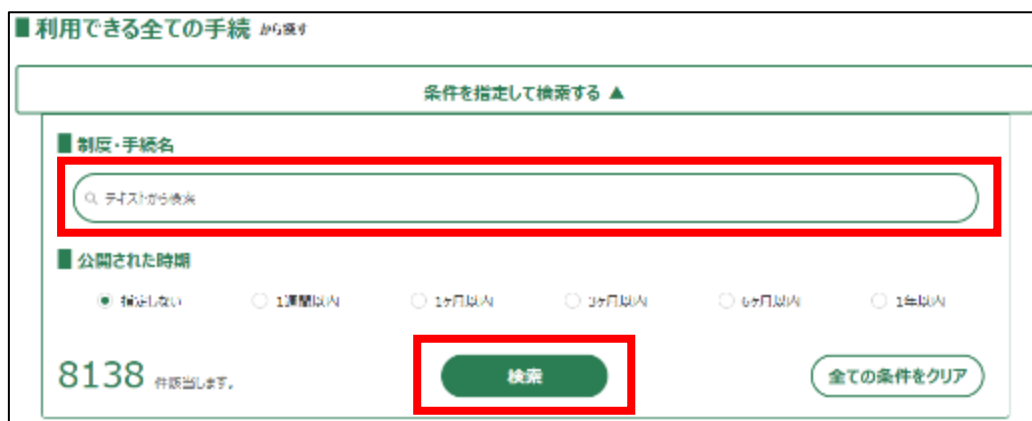 ■利用できる全ての手続 から探す
条件を指定して検索する ▲
■ 制度・手続名
テキストから検索
■ 公開された時期
指定しない 1週間以内 1ヶ月以内 3ヶ月以内 6ヶ月以内 1年以内
8138 件該当します。 検索 全ての条件をクリア